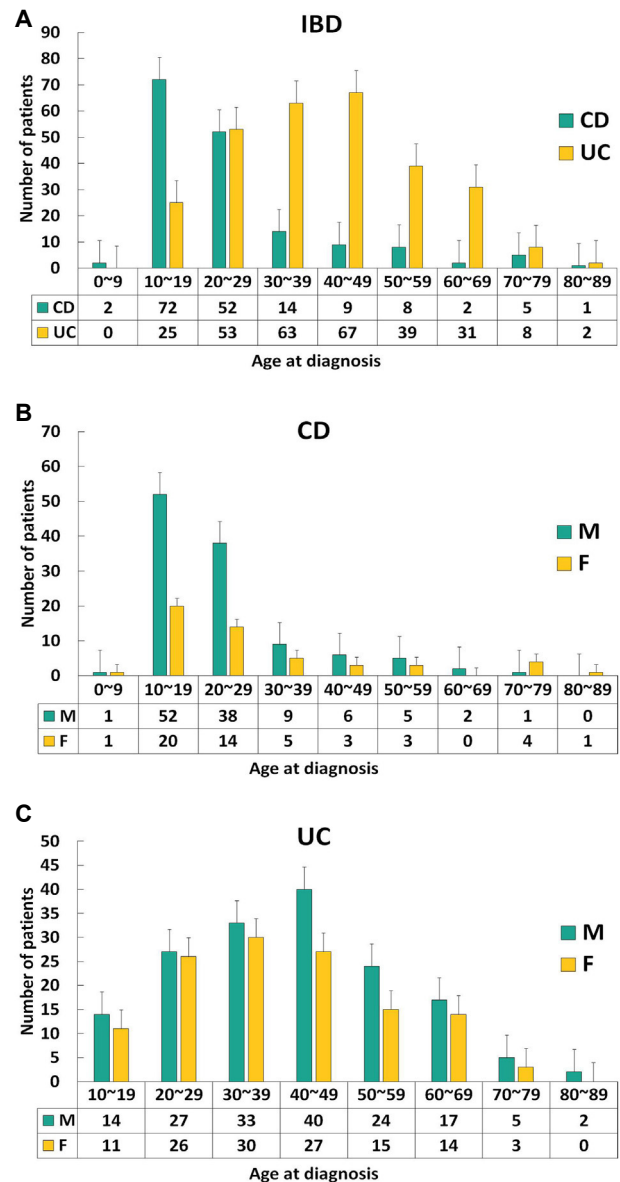 A
IBD
90
80
70
60
50
40
30
20
10
0
Number of patients
CD
UC
0~9 10~19 20~29 30~39 40~49 50~59 60~69 70~79 80~89
CD 2 72 52 14 9 8 2 5 1
UC 0 25 53 63 67 39 31 8 2
Age at diagnosis
B
CD
70
60
50
40
30
20
10
0
Number of patients
M
F
0~9 10~19 20~29 30~39 40~49 50~59 60~69 70~79 80~89
M 1 52 38 9 6 5 2 1 0
F 1 20 14 5 3 3 0 4 1
Age at diagnosis
C
UC
50
45
40
35
30
25
20
15
10
5
0
Number of patients
M
F
10~19 20~29 30~39 40~49 50~59 60~69 70~79 80~89
M 14 27 33 40 24 17 5 2
F 11 26 30 27 15 14 3 0
Age at diagnosis